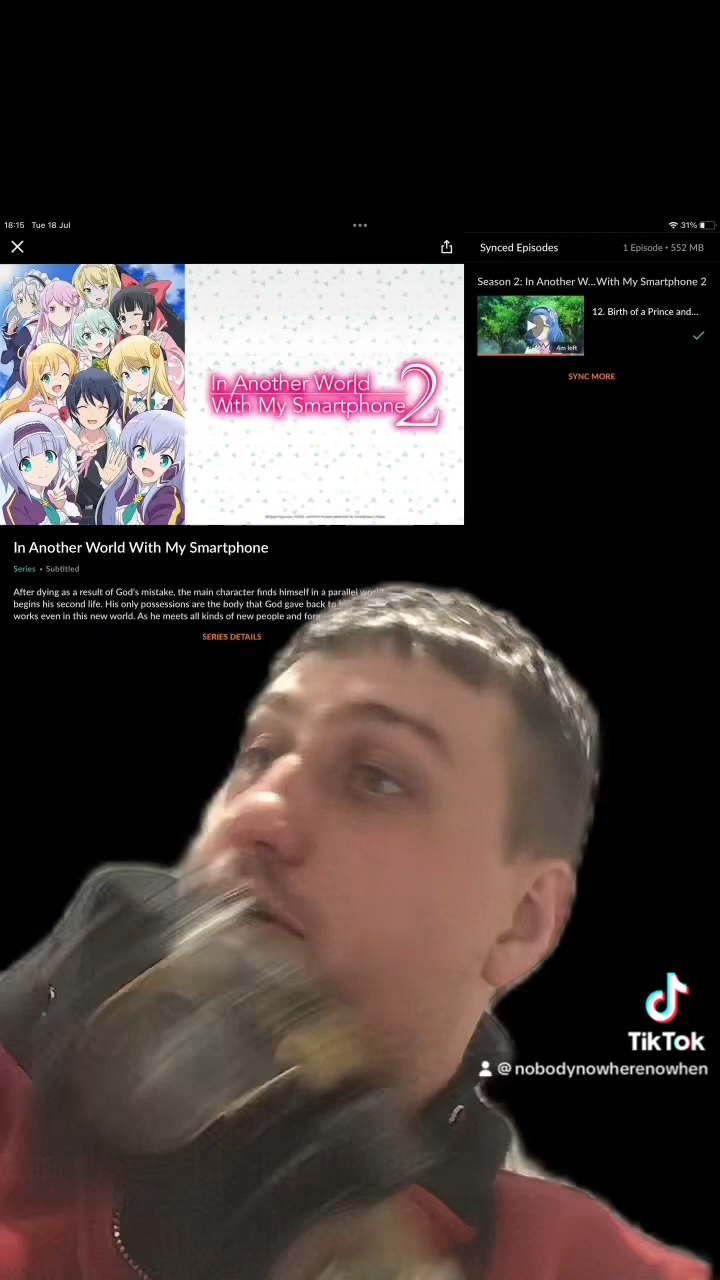 18:15 Tue 18 Jul
31%
Synced Episodes
1 Episode • 552 MB
Season 2: In Another W...With My Smartphone 2
12. Birth of a Prince and...
4m left
SYNC MORE
In Another World
With My Smartphone 2
In Another World With My Smartphone
Series • Subtitled
After dying as a result of God's mistake, the main character finds himself in a parallel
begins his second life. His only possessions are the body that God gave back to
works even in this new world. As he meets all kinds of new people and
SERIES DETAILS
TikTok
@nobodynowherenowhen